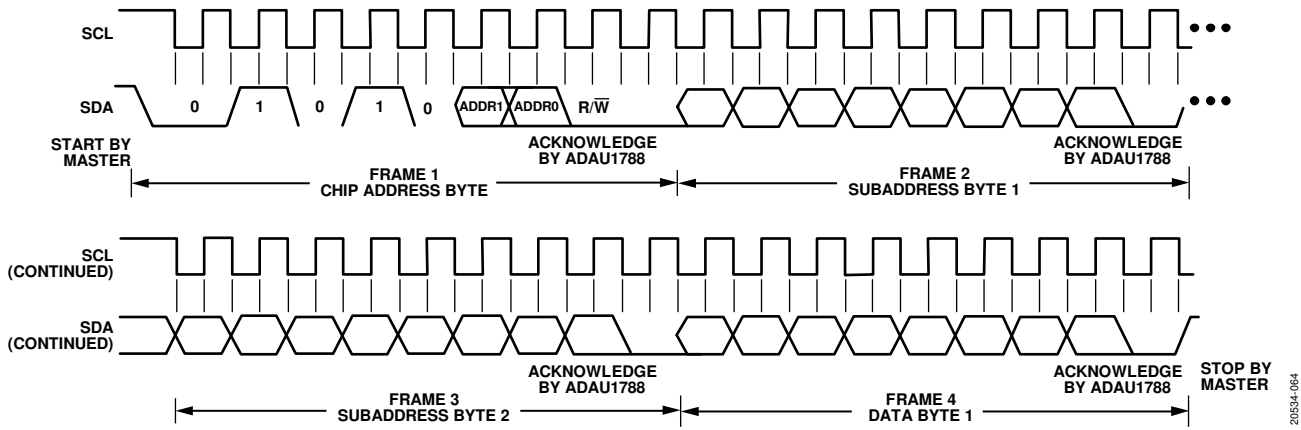 SCL
SDA
0 1 0 1 0 ADDR1 ADDR0 R/W̅
START BY
MASTER
ACKNOWLEDGE
BY ADAU1788
ACKNOWLEDGE
BY ADAU1788
FRAME 1
CHIP ADDRESS BYTE
FRAME 2
SUBADDRESS BYTE 1
SCL
(CONTINUED)
SDA
(CONTINUED)
ACKNOWLEDGE
BY ADAU1788
ACKNOWLEDGE
BY ADAU1788
STOP BY
MASTER
FRAME 3
SUBADDRESS BYTE 2
FRAME 4
DATA BYTE 1
20534-064